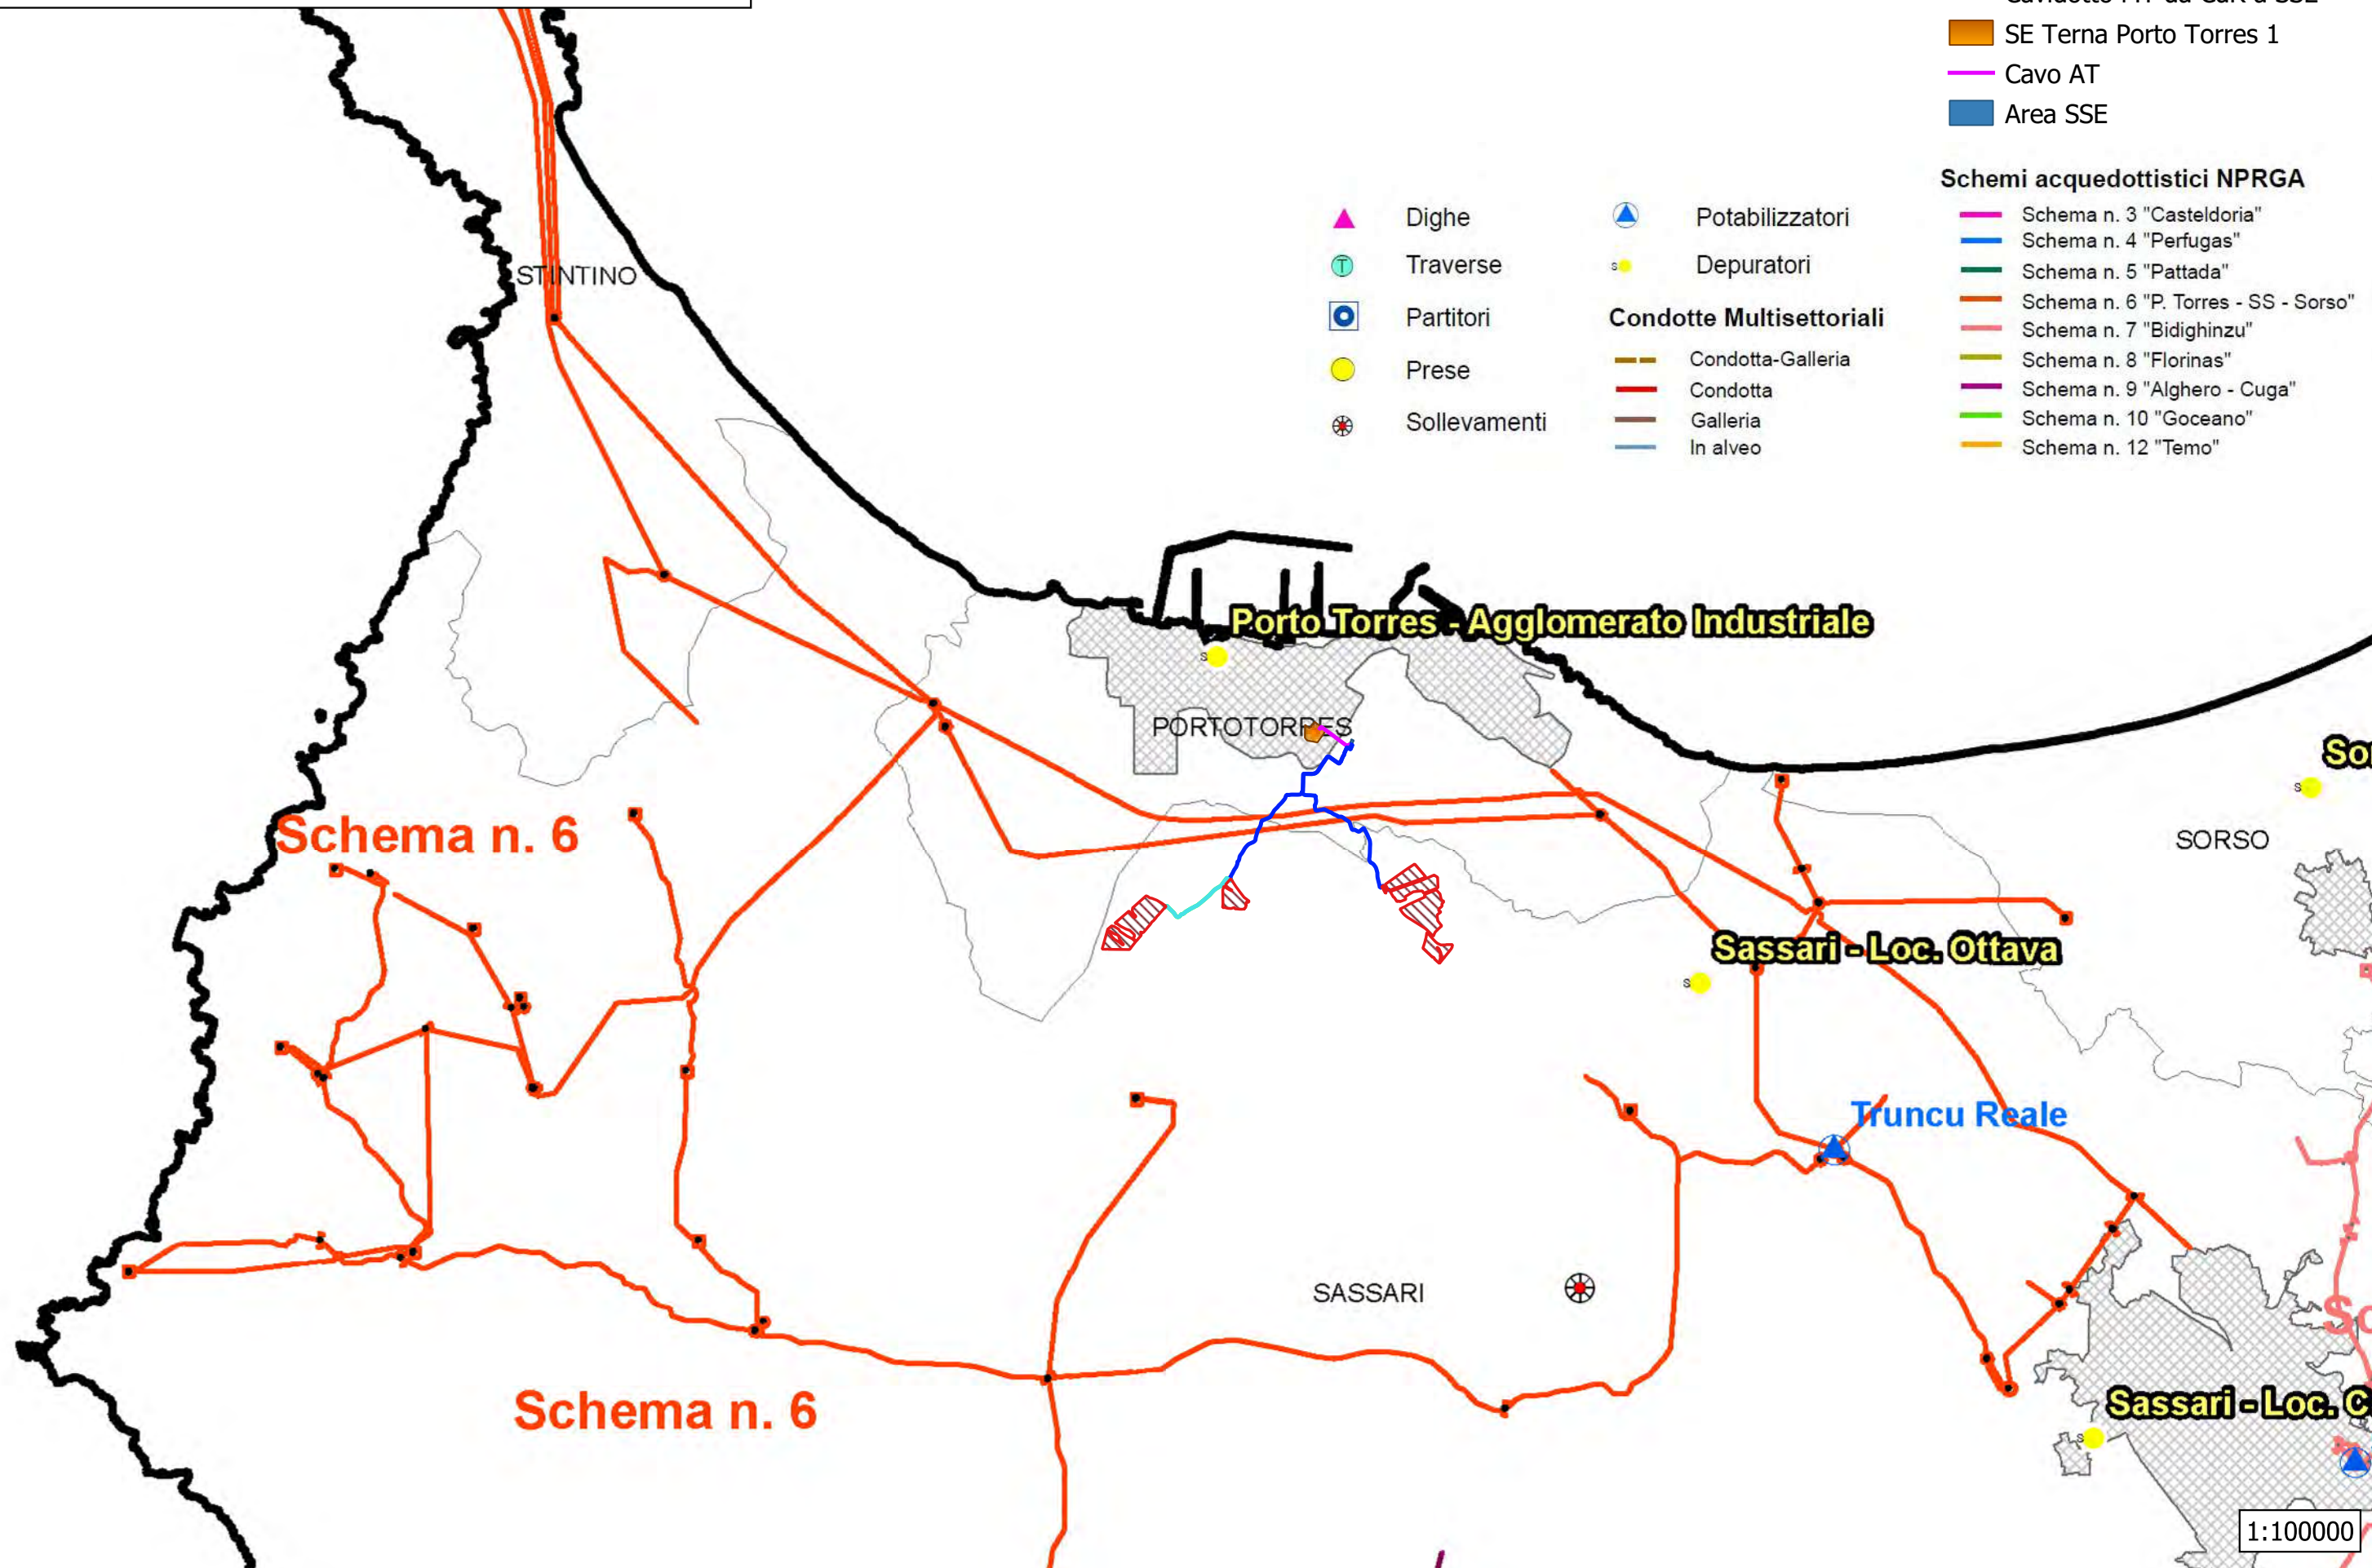 SE Terna Porto Torres 1
Cavo AT
Area SSE
Schemi acquedottistici NPRGA
Schema n. 3 "Casteldoria"
Schema n. 4 "Perfugas"
Schema n. 5 "Pattada"
Schema n. 6 "P. Torres - SS - Sorso"
Schema n. 7 "Bidighinzu"
Schema n. 8 "Florinas"
Schema n. 9 "Alghero - Cuga"
Schema n. 10 "Goceano"
Schema n. 12 "Temo"
Dighe
Traverse
T
Partitori
Prese
Sollevamenti
Potabilizzatori
S
Depuratori
Condotte Multisettoriali
Condotta-Galleria
Condotta
Galleria
In alveo
STINTINO
Porto Torres - Agglomerato Industriale
S
PORTOTORRES
S
SORSO
Schema n. 6
Sassari - Loc. Ottava
S
Truncu Reale
SASSARI
Schema n. 6
Sassari - Loc. C
S
1:100000